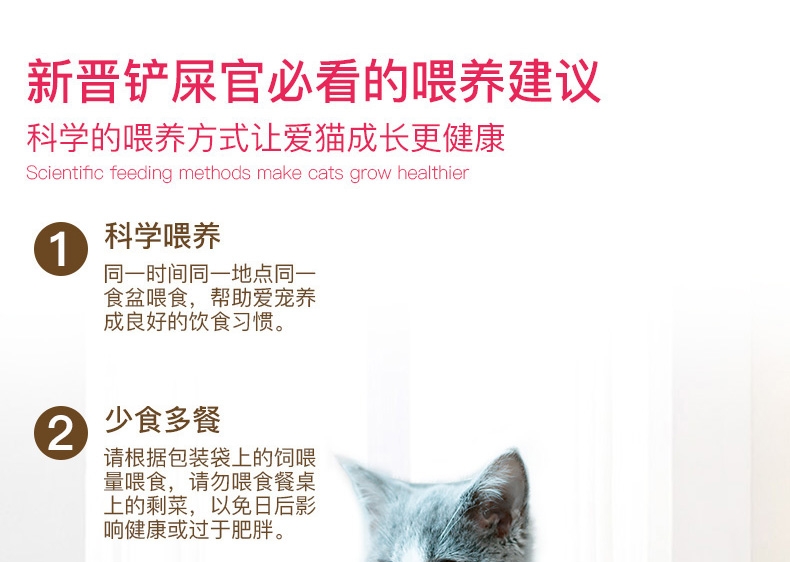 新晋铲屎官必看的喂养建议
科学的喂养方式让爱猫成长更健康
Scientific feeding methods make cats grow healthier
1 科学喂养
同一时间同一地点同一
食盆喂食，帮助爱宠养
成良好的饮食习惯。
2 少食多餐
请根据包装袋上的饲喂
量喂食，请勿喂食餐桌
上的剩菜，以免日后影
响健康或过于肥胖。